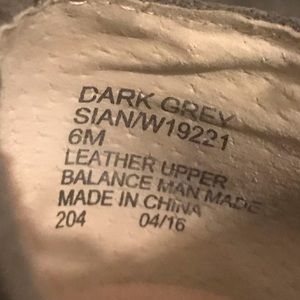 DARK GREY
SIAN/W19221
6M
LEATHER UPPER
BALANCE MAN MADE
MADE IN CHINA
204 04/16